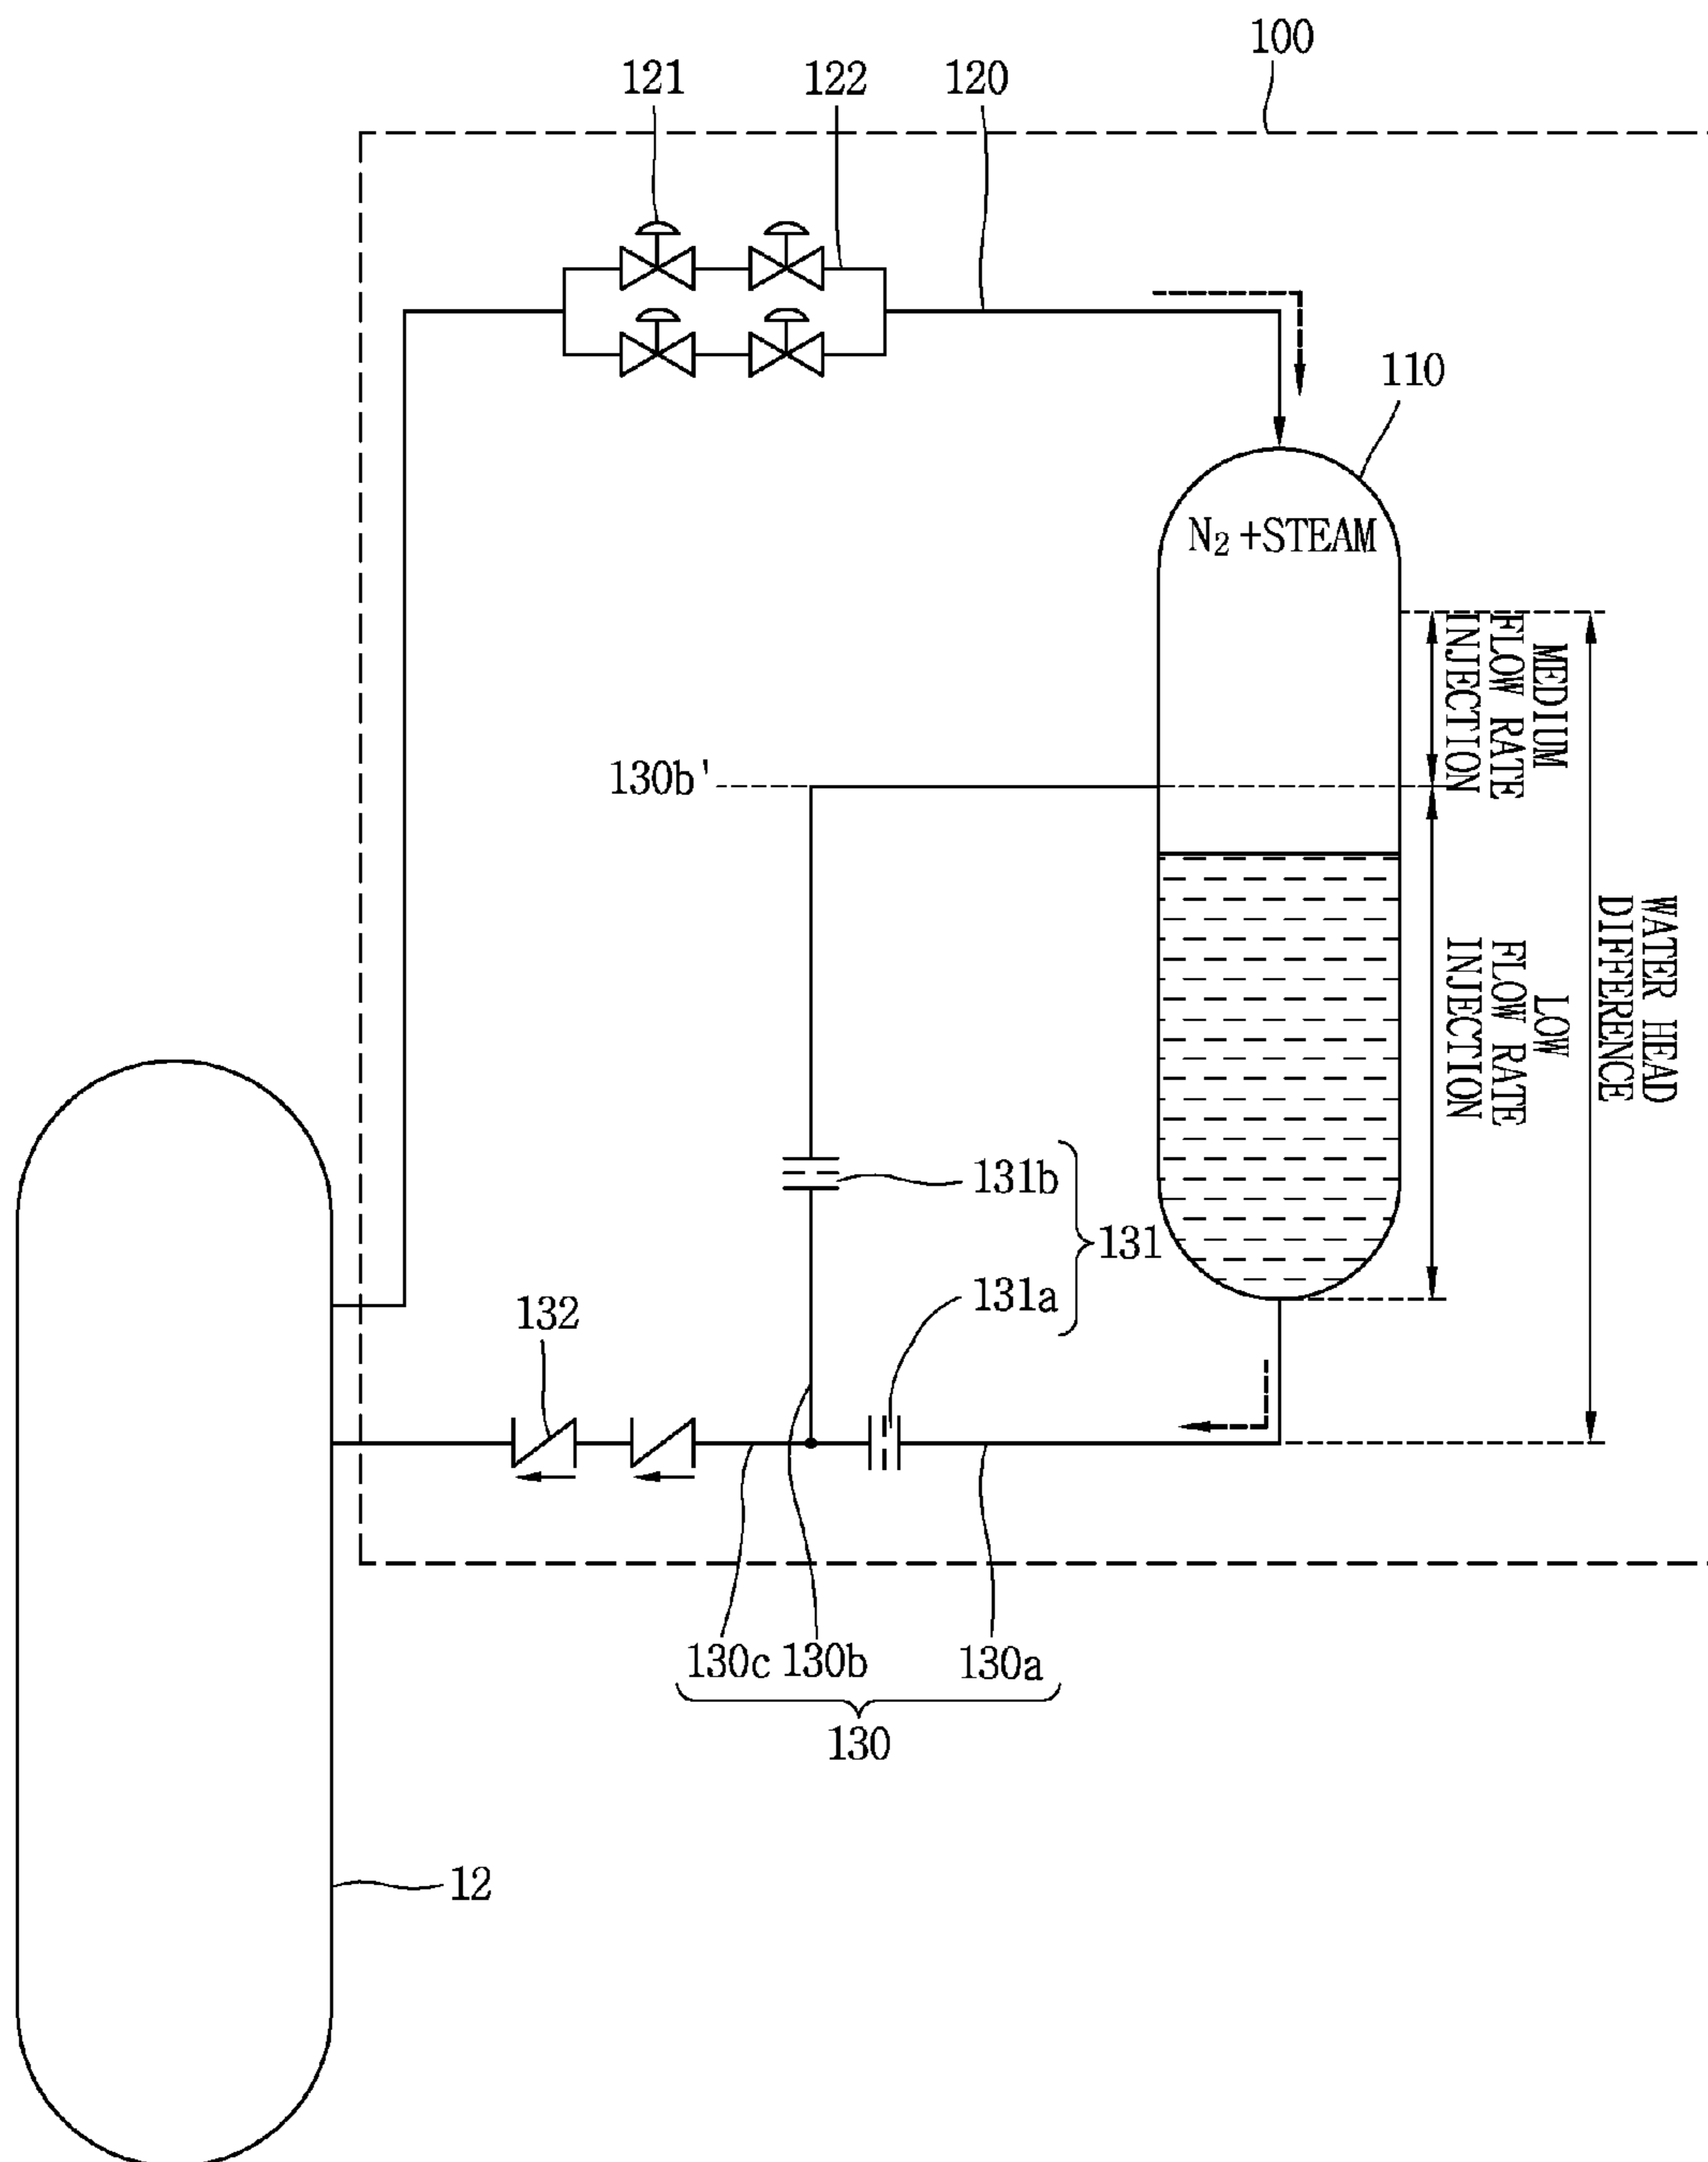 100
121
122
120
110
N₂+STEAM
MEDIUM
FLOW RATE
INJECTION
130b'
WATER HEAD
DIFFERENCE
LOW
FLOW RATE
INJECTION
131b
131
131a
132
130c
130b
130a
130
12